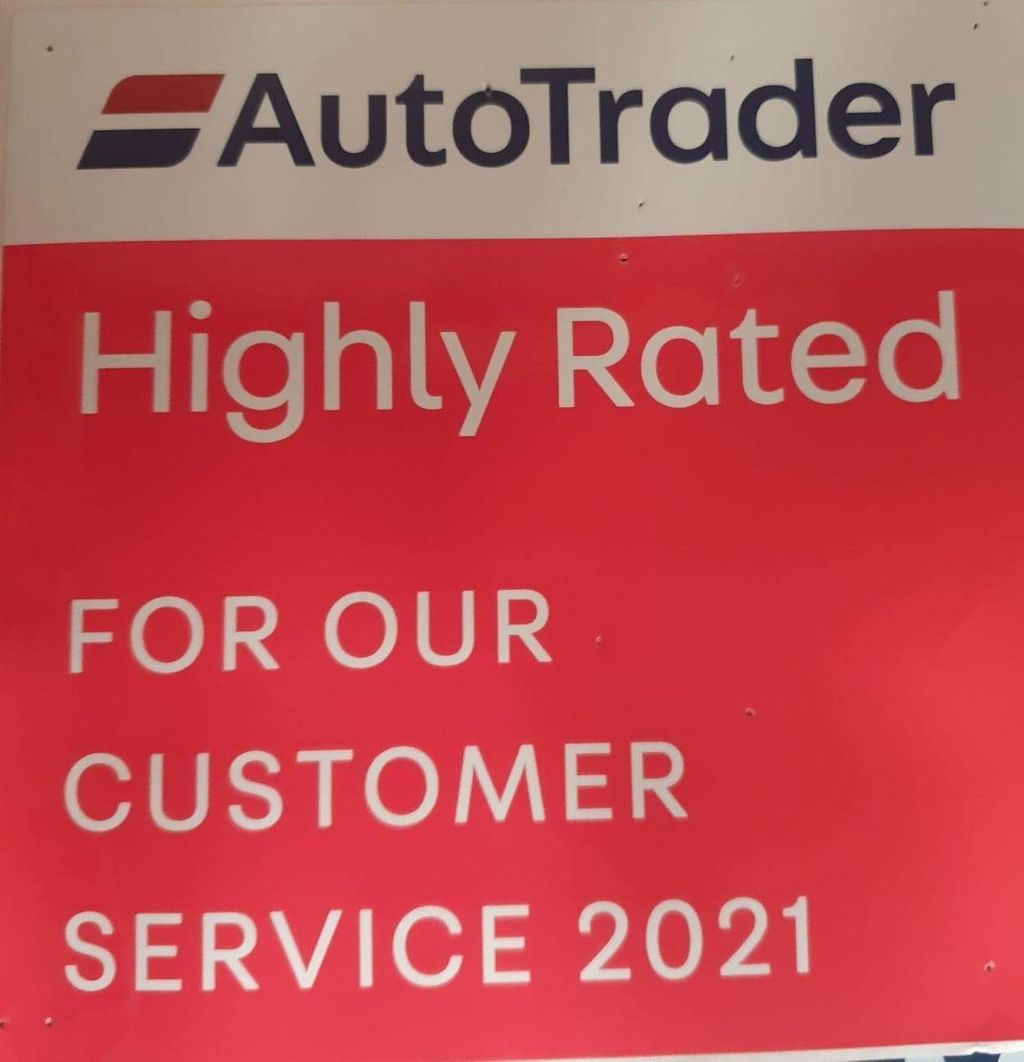 AutoTrader
Highly Rated
FOR OUR
CUSTOMER
SERVICE 2021